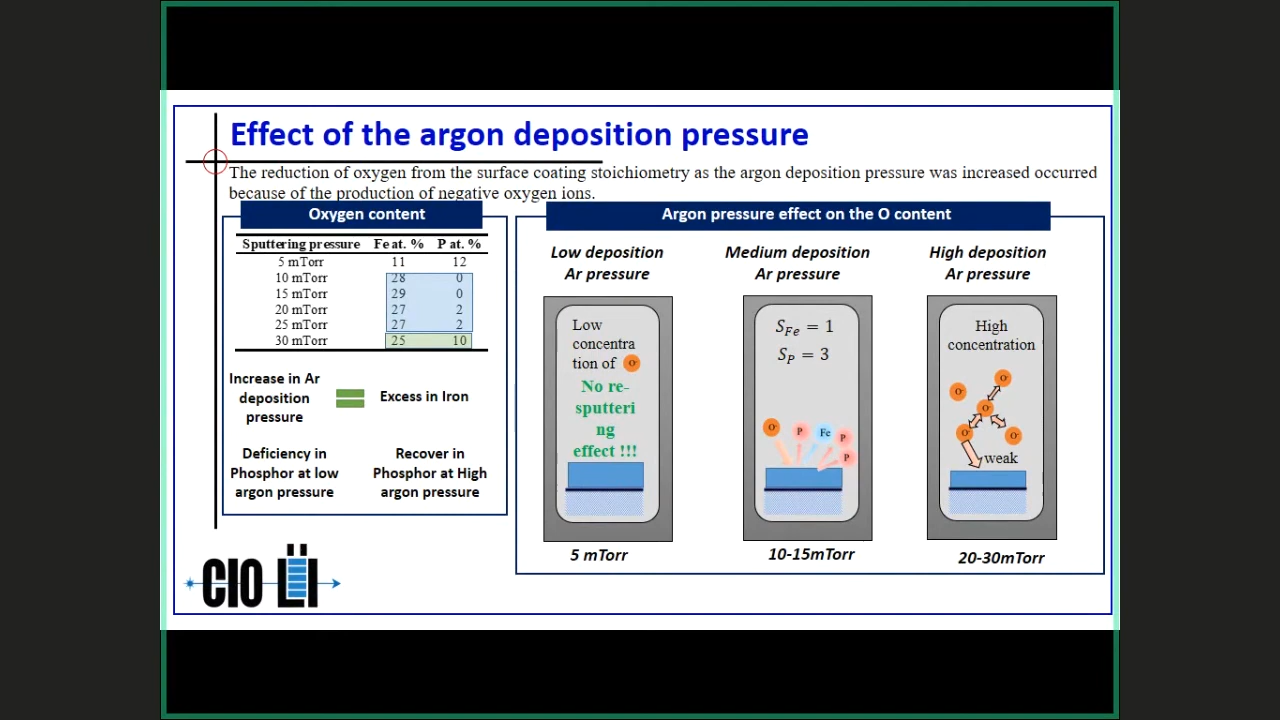 Effect of the argon deposition pressure
The reduction of oxygen from the surface coating stoichiometry as the argon deposition pressure was increased occurred
because of the production of negative oxygen ions.
Oxygen content
Sputtering pressure Fe at. % P at. %
5 mTorr 11 12
10 mTorr 28 0
15 mTorr 29 0
20 mTorr 27 2
25 mTorr 27 2
30 mTorr 25 10
Increase in Ar
deposition
pressure
Excess in Iron
Deficiency in
Phosphor at low
argon pressure
Recover in
Phosphor at High
argon pressure
Argon pressure effect on the O content
Low deposition
Ar pressure
Low
concentra
tion of O-
No re-
sputteri
ng
effect !!!
5 mTorr
Medium deposition
Ar pressure
S_Fe = 1
S_P = 3
O-
P
Fe
P
P
10-15mTorr
High deposition
Ar pressure
High
concentration
O-
O-
O-
O-
O-
weak
20-30mTorr
CIO LI